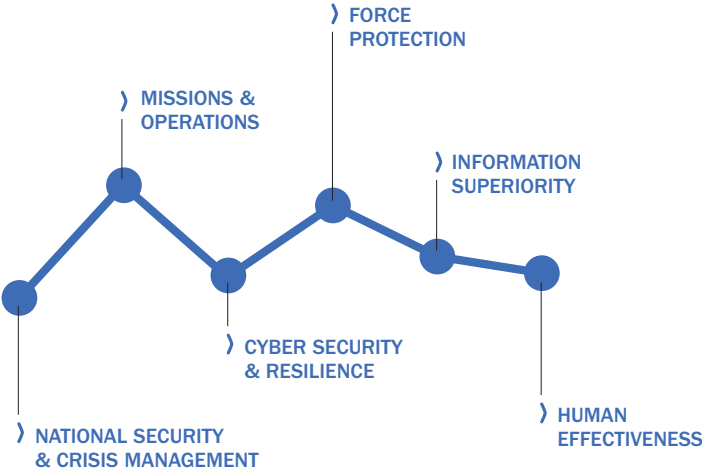 FORCE
PROTECTION
MISSIONS &
OPERATIONS
INFORMATION
SUPERIORITY
CYBER SECURITY
& RESILIENCE
HUMAN
EFFECTIVENESS
NATIONAL SECURITY
& CRISIS MANAGEMENT